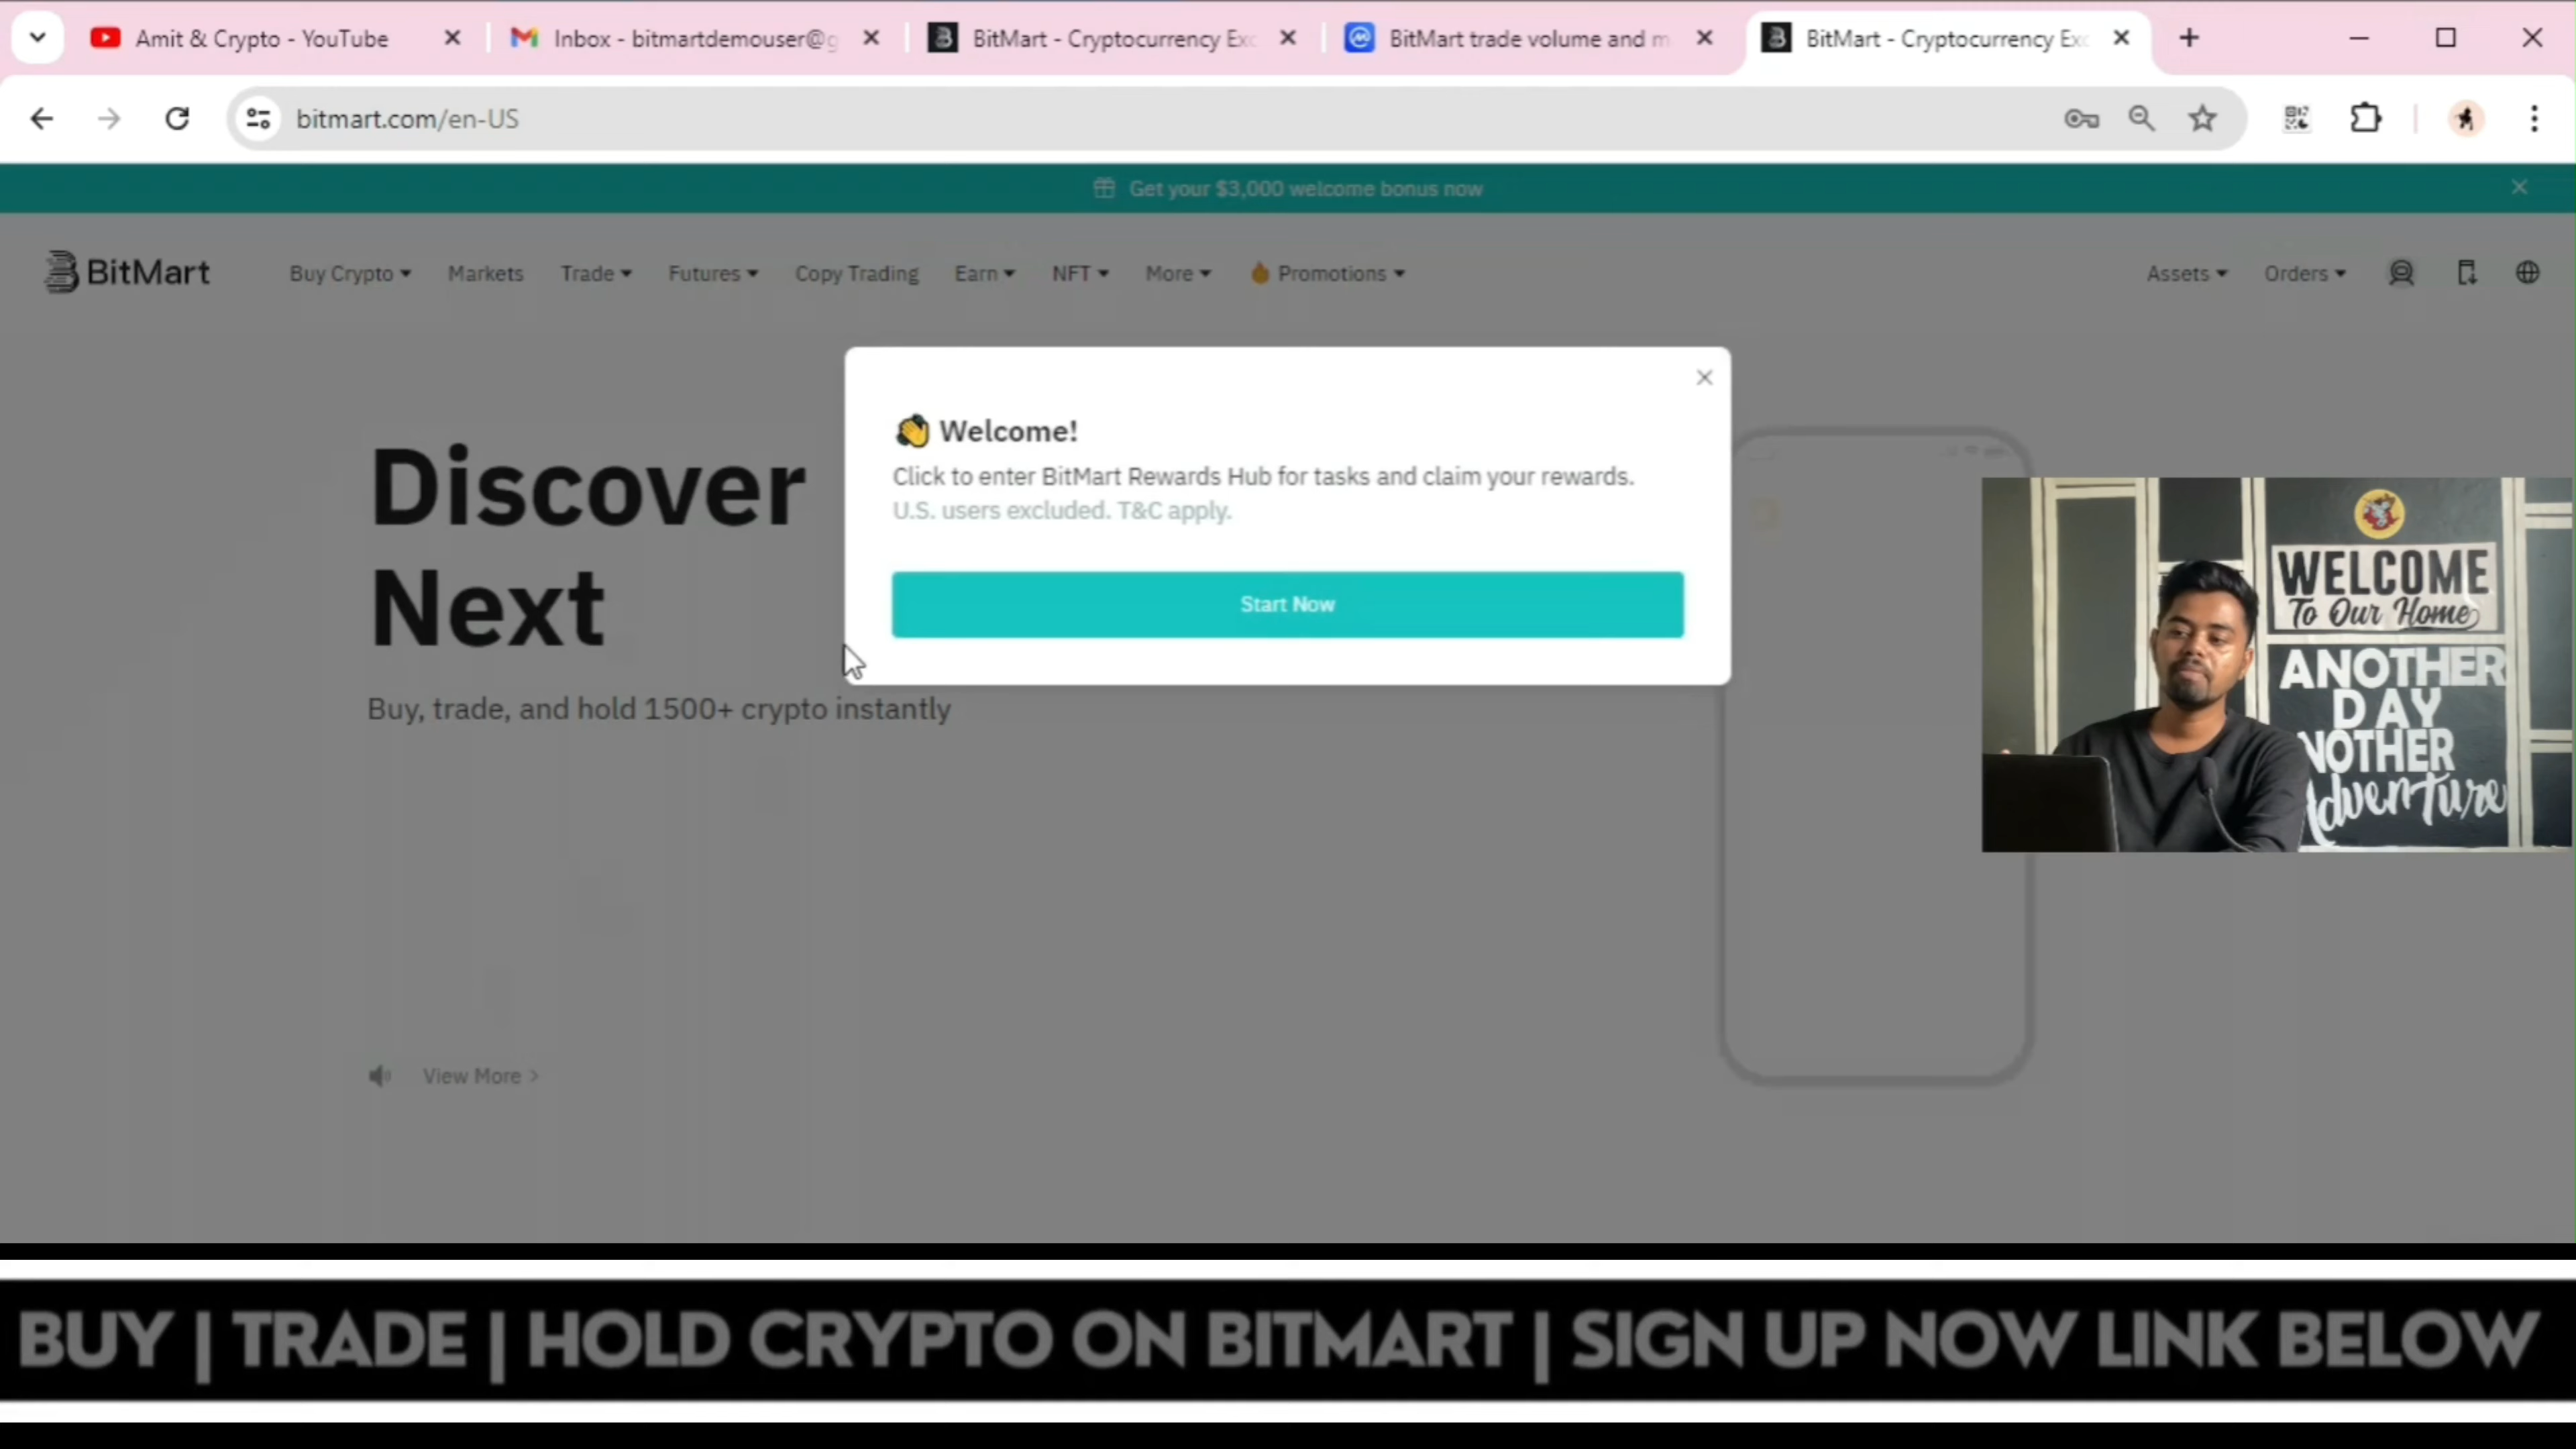 Amit & Crypto - YouTube
Inbox - bitmartdemouser@g
BitMart - Cryptocurrency Exc
BitMart trade volume and m
BitMart - Cryptocurrency Exc
bitmart.com/en-US
Get your $3,000 welcome bonus now
BitMart
Buy Crypto
Markets
Trade
Futures
Copy Trading
Earn
NFT
More
Promotions
Assets
Orders
Discover
Next
Buy, trade, and hold 1500+ crypto instantly
View More >
Welcome!
Click to enter BitMart Rewards Hub for tasks and claim your rewards.
U.S. users excluded. T&C apply.
Start Now
WELCOME
To Our Home
ANOTHER
DAY
NOTHER
Adventure
BUY | TRADE | HOLD CRYPTO ON BITMART | SIGN UP NOW LINK BELOW